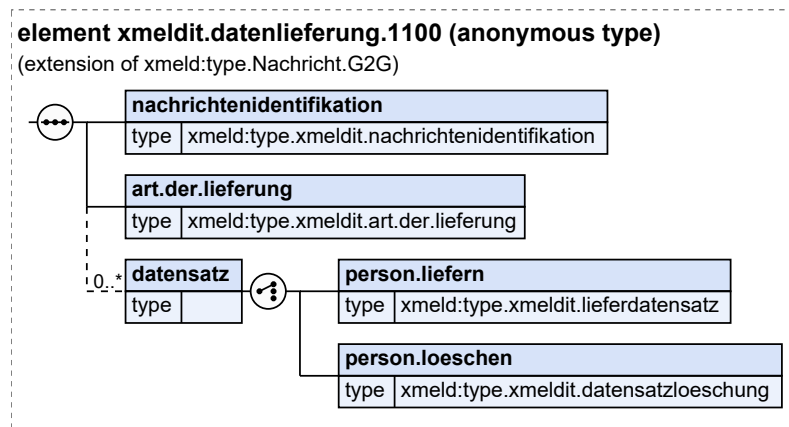 element xmeldit.datenlieferung.1100 (anonymous type)
(extension of xmeld:type.Nachricht.G2G)
nachrichtenidentifikation
type xmeld:type.xmeldit.nachrichtenidentifikation
art.der.lieferung
type xmeld:type.xmeldit.art.der.lieferung
0..*
datensatz
type
person.liefern
type xmeld:type.xmeldit.lieferdatensatz
person.loeschen
type xmeld:type.xmeldit.datensatzloeschung